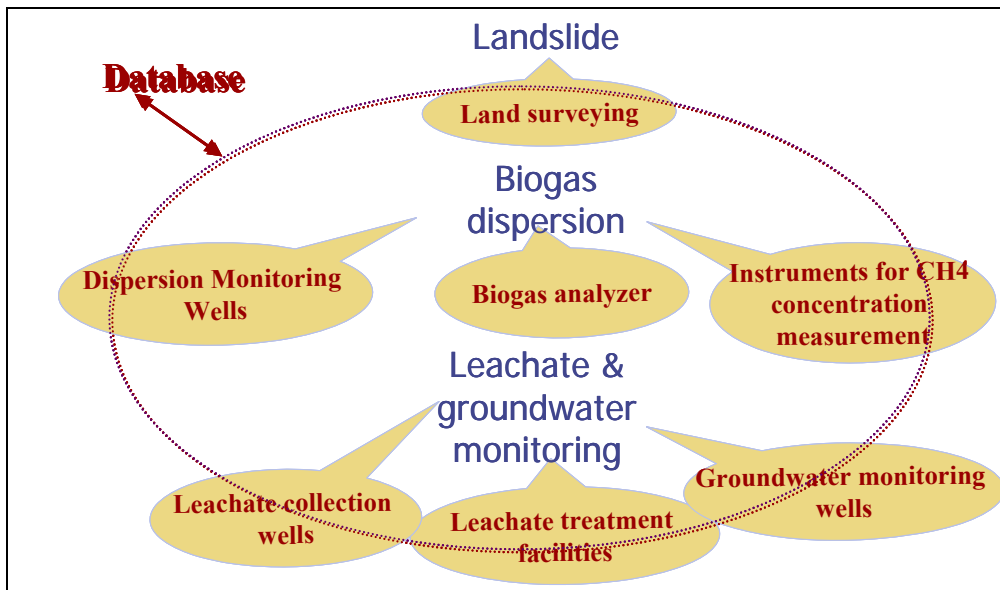 Landslide
Database
Land surveying
Biogas
dispersion
Dispersion Monitoring
Wells
Biogas analyzer
Instruments for CH4
concentration
measurement
Leachate &
groundwater
monitoring
Leachate collection
wells
Leachate treatment
facilities
Groundwater monitoring
wells